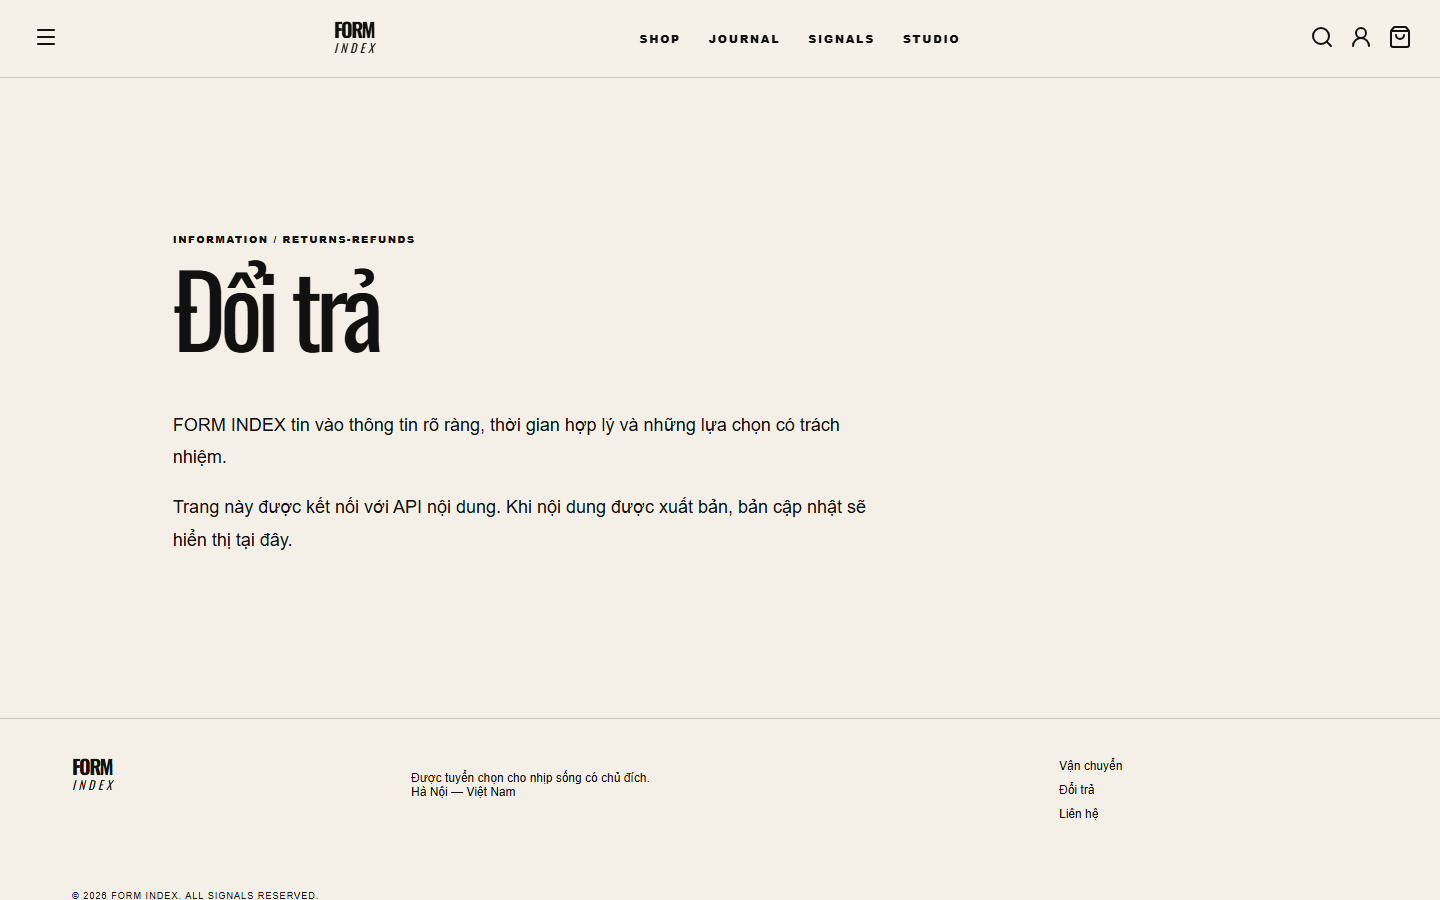 FORM
INDEX
SHOP
JOURNAL
SIGNALS
STUDIO
INFORMATION / RETURNS-REFUNDS
Đổi trả
FORM INDEX tin vào thông tin rõ ràng, thời gian hợp lý và những lựa chọn có trách
nhiệm.
Trang này được kết nối với API nội dung. Khi nội dung được xuất bản, bản cập nhật sẽ
hiển thị tại đây.
FORM
INDEX
Được tuyển chọn cho nhịp sống có chủ đích.
Hà Nội — Việt Nam
Vận chuyển
Đổi trả
Liên hệ
© 2026 FORM INDEX. ALL SIGNALS RESERVED.